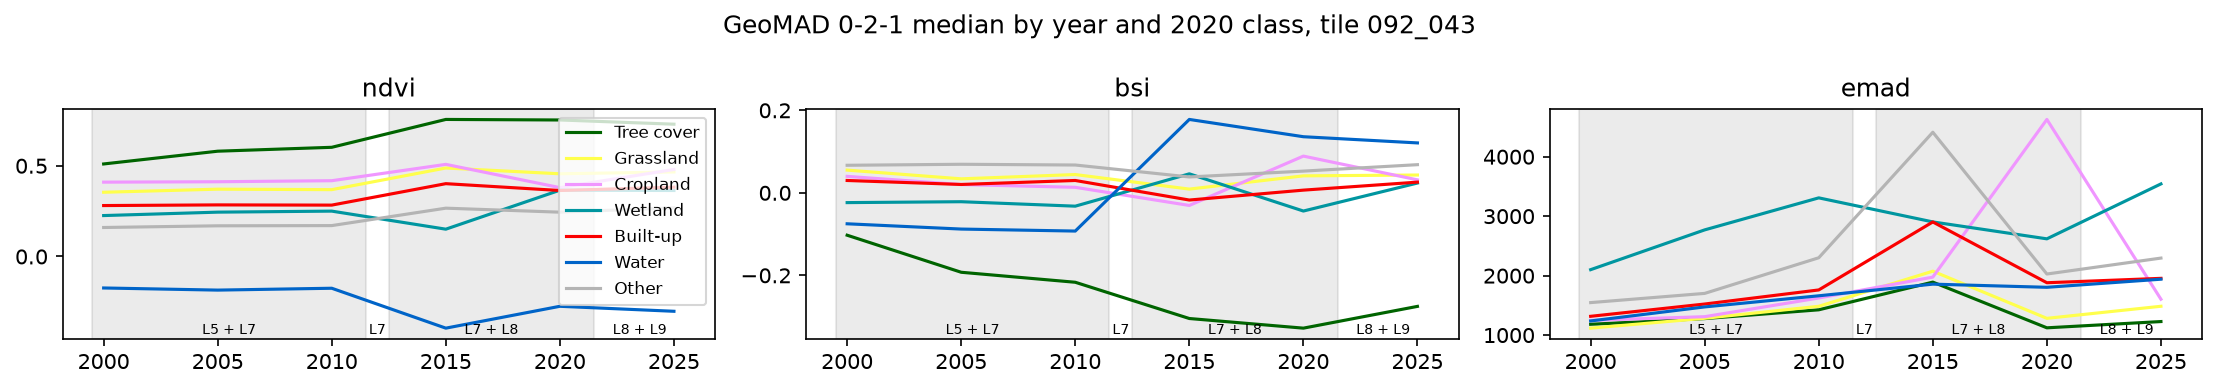 GeoMAD 0-2-1 median by year and 2020 class, tile 092_043
ndvi
0.5
0.0
Tree cover
Grassland
Cropland
Wetland
Built-up
Water
Other
L5 + L7
L7
L7 + L8
L8 + L9
2000
2005
2010
2015
2020
2025
bsi
0.2
0.0
−0.2
L5 + L7
L7
L7 + L8
L8 + L9
2000
2005
2010
2015
2020
2025
emad
4000
3000
2000
1000
L5 + L7
L7
L7 + L8
L8 + L9
2000
2005
2010
2015
2020
2025